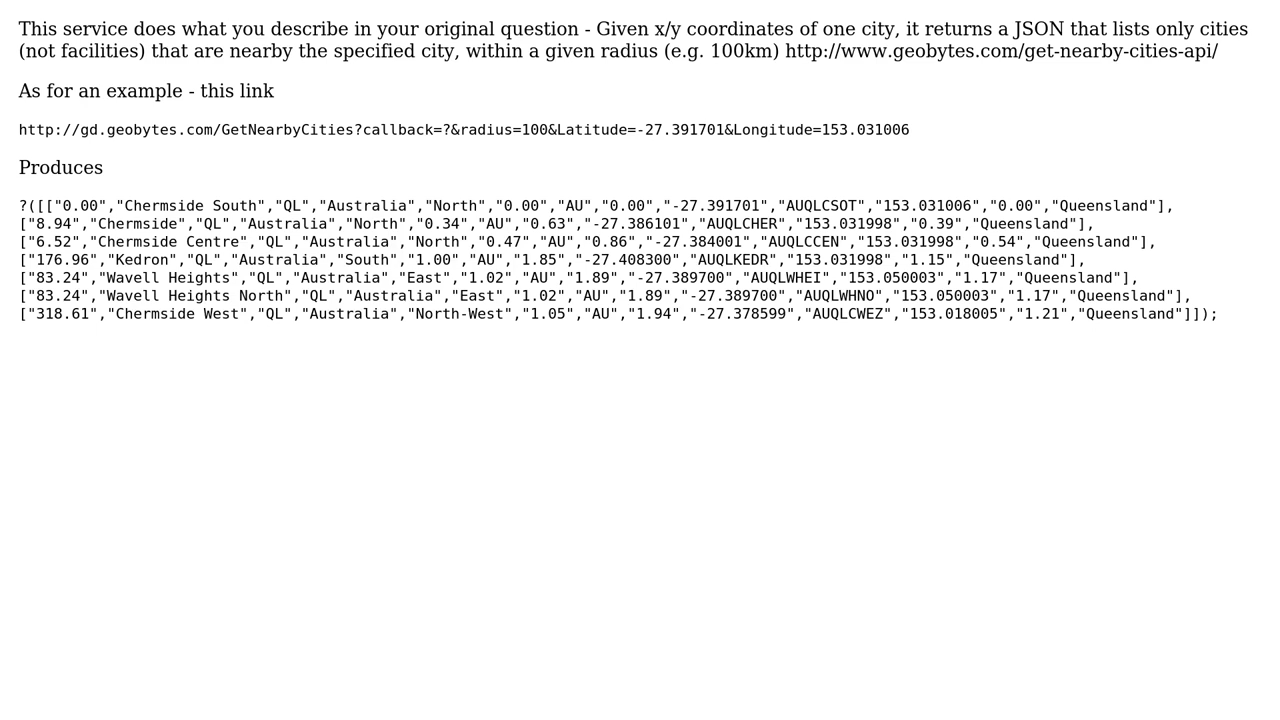 This service does what you describe in your original question - Given x/y coordinates of one city, it returns a JSON that lists only cities
(not facilities) that are nearby the specified city, within a given radius (e.g. 100km) http://www.geobytes.com/get-nearby-cities-api/
As for an example - this link
http://gd.geobytes.com/GetNearbyCities?callback=?&radius=100&Latitude=-27.391701&Longitude=153.031006
Produces
?([["0.00","Chermside South","QL","Australia","North","0.00","AU","0.00","-27.391701","AUQLCSOT","153.031006","0.00","Queensland"],
["8.94","Chermside","QL","Australia","North","0.34","AU","0.63","-27.386101","AUQLCHER","153.031998","0.39","Queensland"],
["6.52","Chermside Centre","QL","Australia","North","0.47","AU","0.86","-27.384001","AUQLCCEN","153.031998","0.54","Queensland"],
["176.96","Kedron","QL","Australia","South","1.00","AU","1.85","-27.408300","AUQLKEDR","153.031998","1.15","Queensland"],
["83.24","Wavell Heights","QL","Australia","East","1.02","AU","1.89","-27.389700","AUQLWHEI","153.050003","1.17","Queensland"],
["83.24","Wavell Heights North","QL","Australia","East","1.02","AU","1.89","-27.389700","AUQLWHNO","153.050003","1.17","Queensland"],
["318.61","Chermside West","QL","Australia","North-West","1.05","AU","1.94","-27.378599","AUQLCWEZ","153.018005","1.21","Queensland"]]);